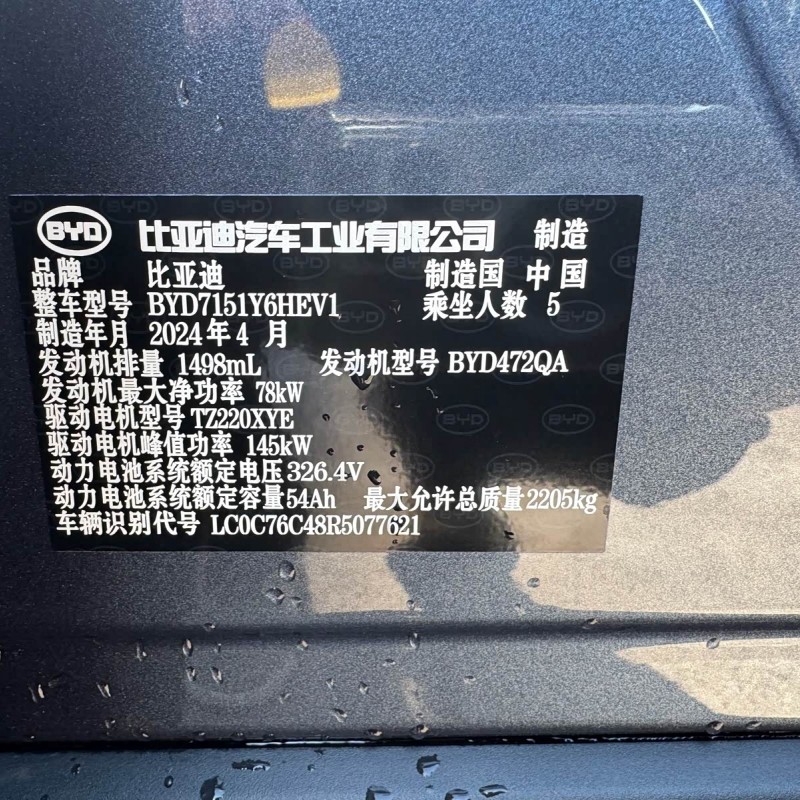 BYD 比亚迪汽车工业有限公司 制造
品牌 比亚迪 制造国 中国
整车型号 BYD7151Y6HEV1 乘坐人数 5
制造年月 2024年4月
发动机排量 1498mL 发动机型号 BYD472QA
发动机最大净功率 78kW
驱动电机型号 TZ220XYE
驱动电机峰值功率 145kW
动力电池系统额定电压 326.4V
动力电池系统额定容量 54Ah 最大允许总质量 2205kg
车辆识别代号 LC0C76C48R5077621